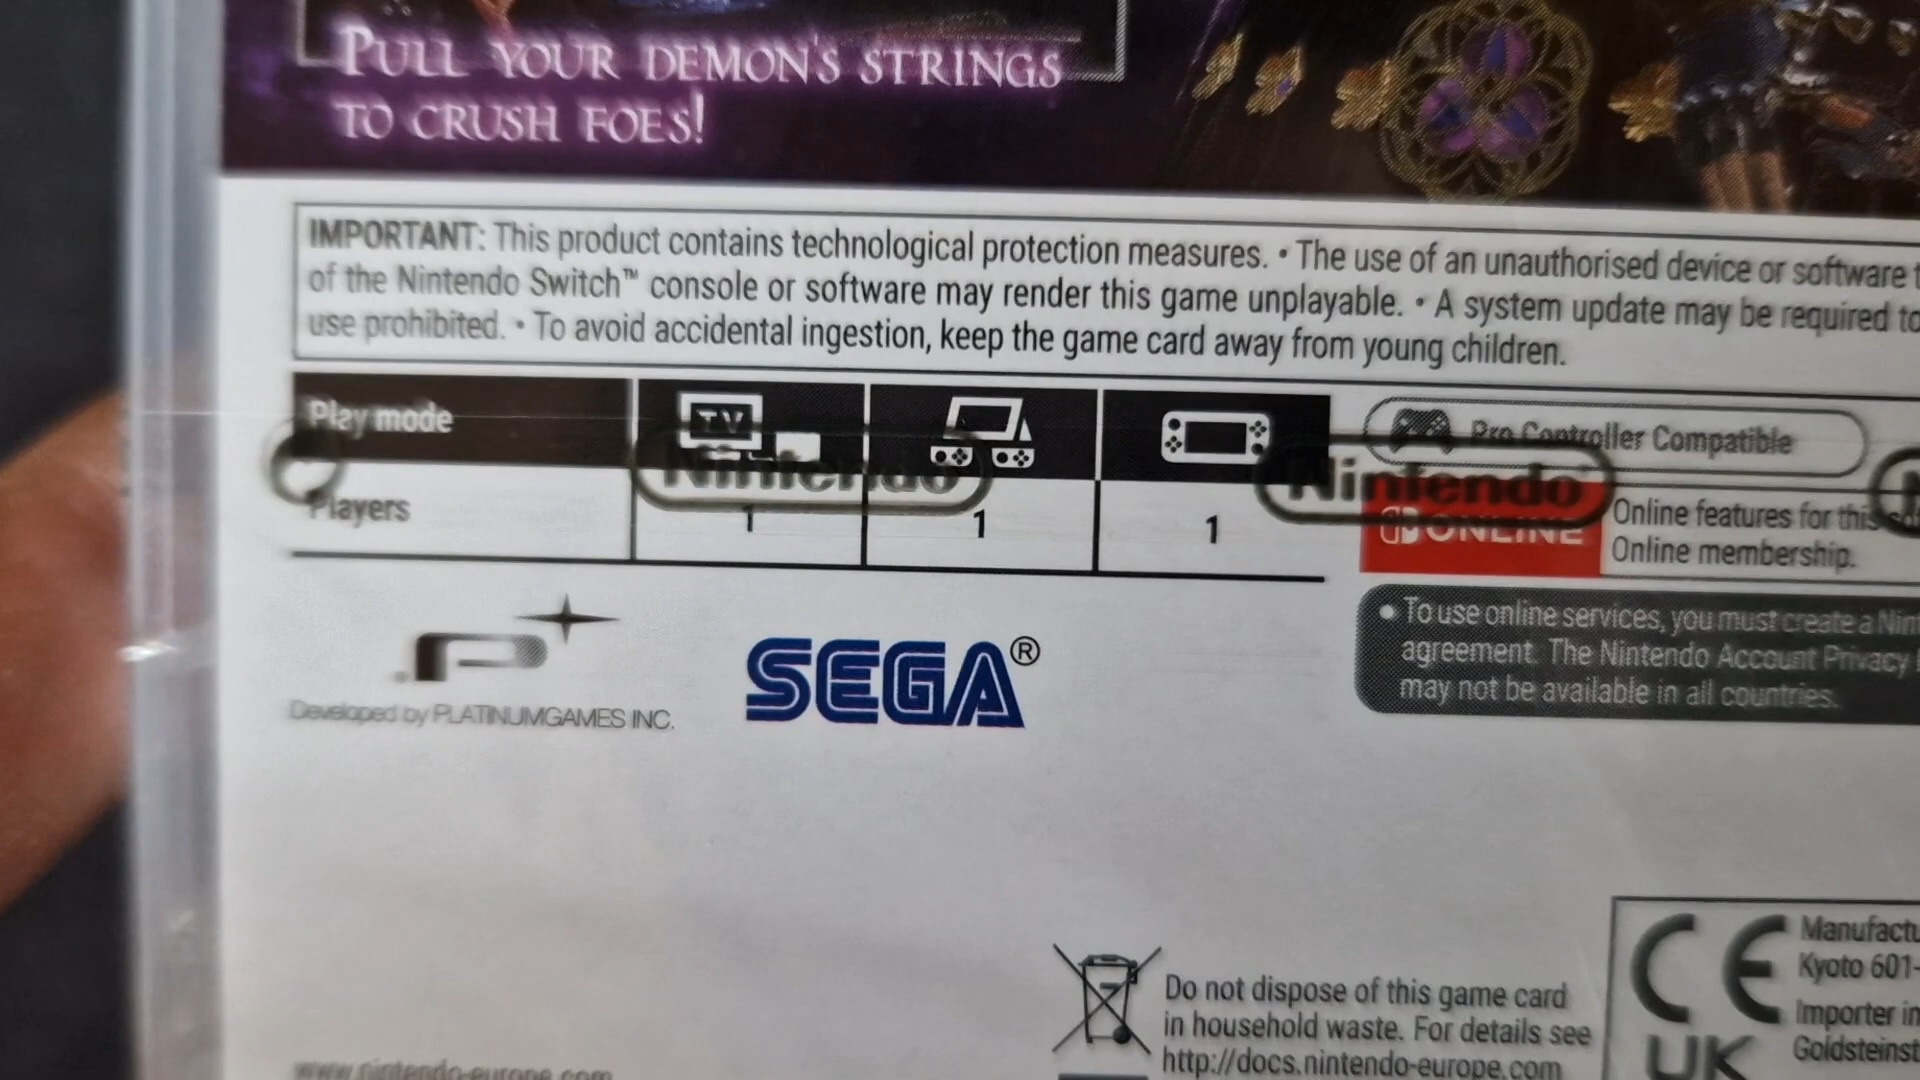 PULL YOUR DEMON'S STRINGS
TO CRUSH FOES!
IMPORTANT: This product contains technological protection measures. • The use of an unauthorised device or software
of the Nintendo Switch™ console or software may render this game unplayable. • A system update may be required to
use prohibited. • To avoid accidental ingestion, keep the game card away from young children.
Play mode
TV
Pro Controller Compatible
Nintendo
Nintendo
Players
1
1
1
ONLINE
Online features for this
Online membership.
• To use online services, you must create a
agreement. The Nintendo Account Privacy
may not be available in all countries.
P
Developed by PLATINUMGAMES INC.
SEGA®
Do not dispose of this game card
in household waste. For details see
http://docs.nintendo-europe.com
CE
Kyoto 601-
Importer in
UK
www.nintendo-europe.com